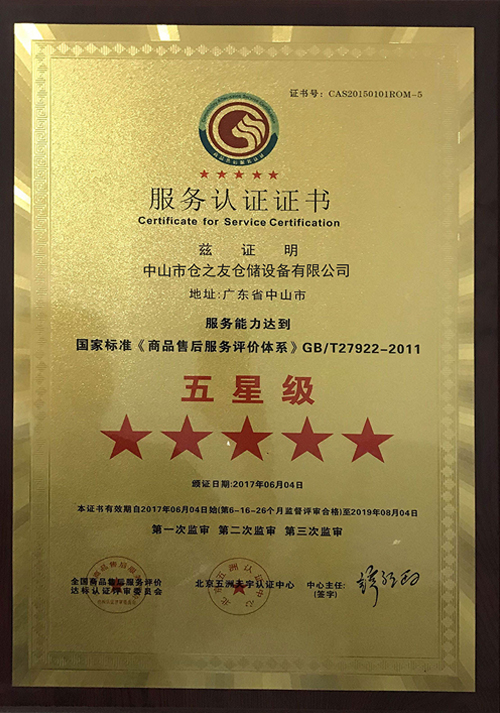 证书号：CAS20150101ROM-5
商品售后服务认证
服务认证证书
Certificate for Service Certification
兹证明
中山市仓之友仓储设备有限公司
地址:广东省中山市
服务能力达到
国家标准《商品售后服务评价体系》GB/T27922-2011
五星级
颁证日期:2017年06月04日
本证书有效期自2017年06月04日始(第6-16-26个月监督评审合格)至2019年08月04日
第一次监审 第二次监审 第三次监审
全国商品售后服务评价
达标认证评审委员会
北京五洲天宇认证中心
中心主任:
(签字)